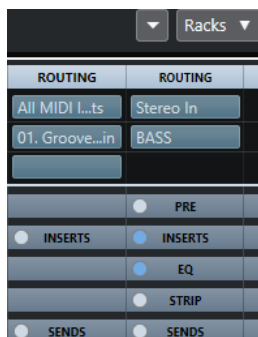 Racks
ROUTING ROUTING
All MIDI I...ts Stereo In
01. Groove...in BASS
PRE
INSERTS INSERTS
EQ
STRIP
SENDS SENDS